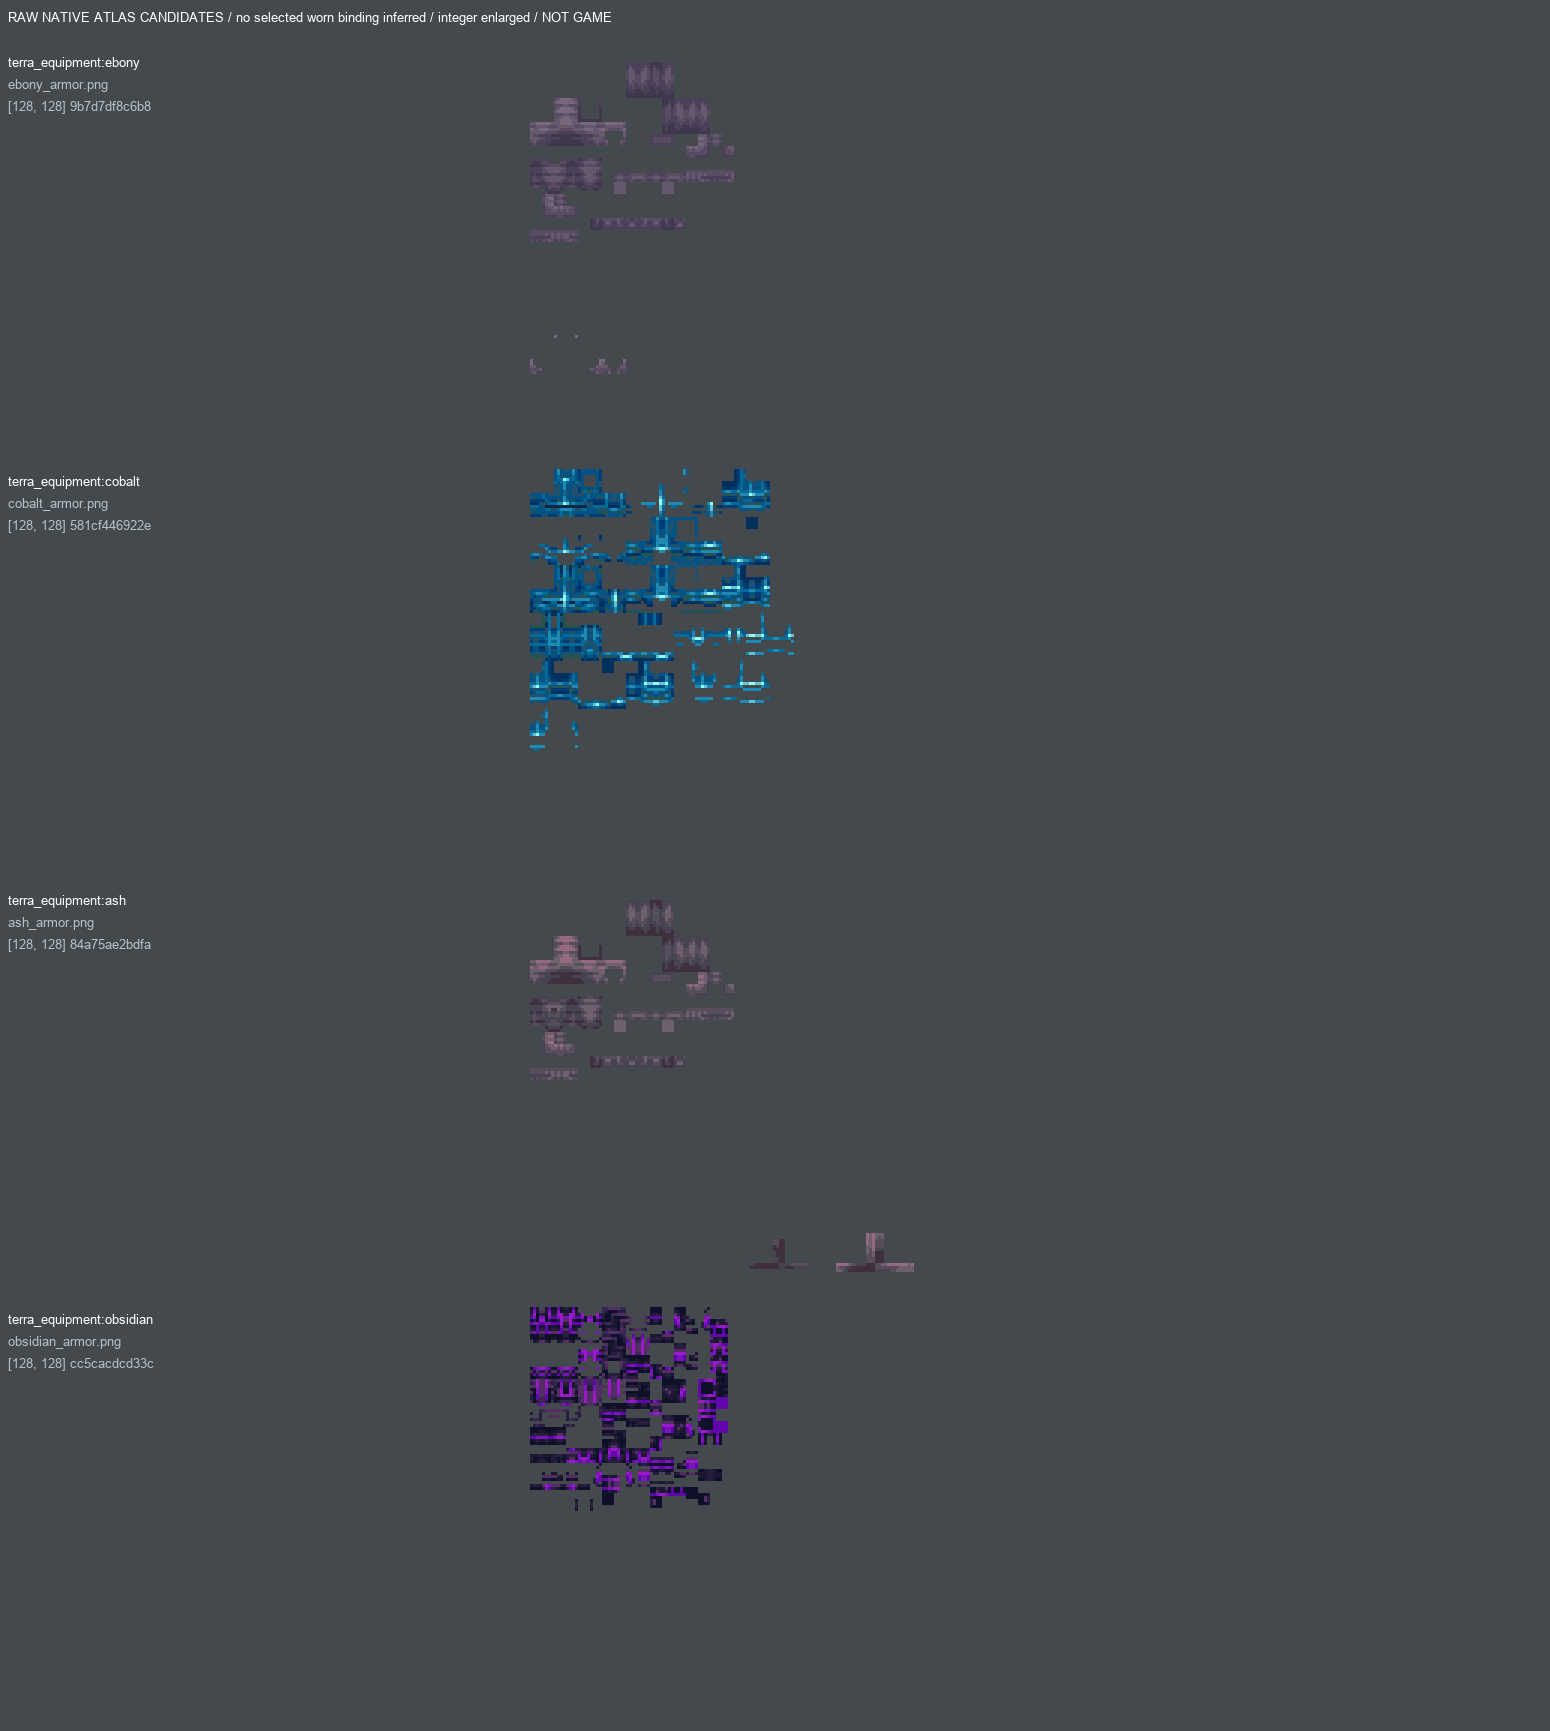 RAW NATIVE ATLAS CANDIDATES / no selected worn binding inferred / integer enlarged / NOT GAME
terra_equipment:ebony
ebony_armor.png
[128, 128] 9b7d7df8c6b8
terra_equipment:cobalt
cobalt_armor.png
[128, 128] 581cf446922e
terra_equipment:ash
ash_armor.png
[128, 128] 84a75ae2bdfa
terra_equipment:obsidian
obsidian_armor.png
[128, 128] cc5cacdcd33c